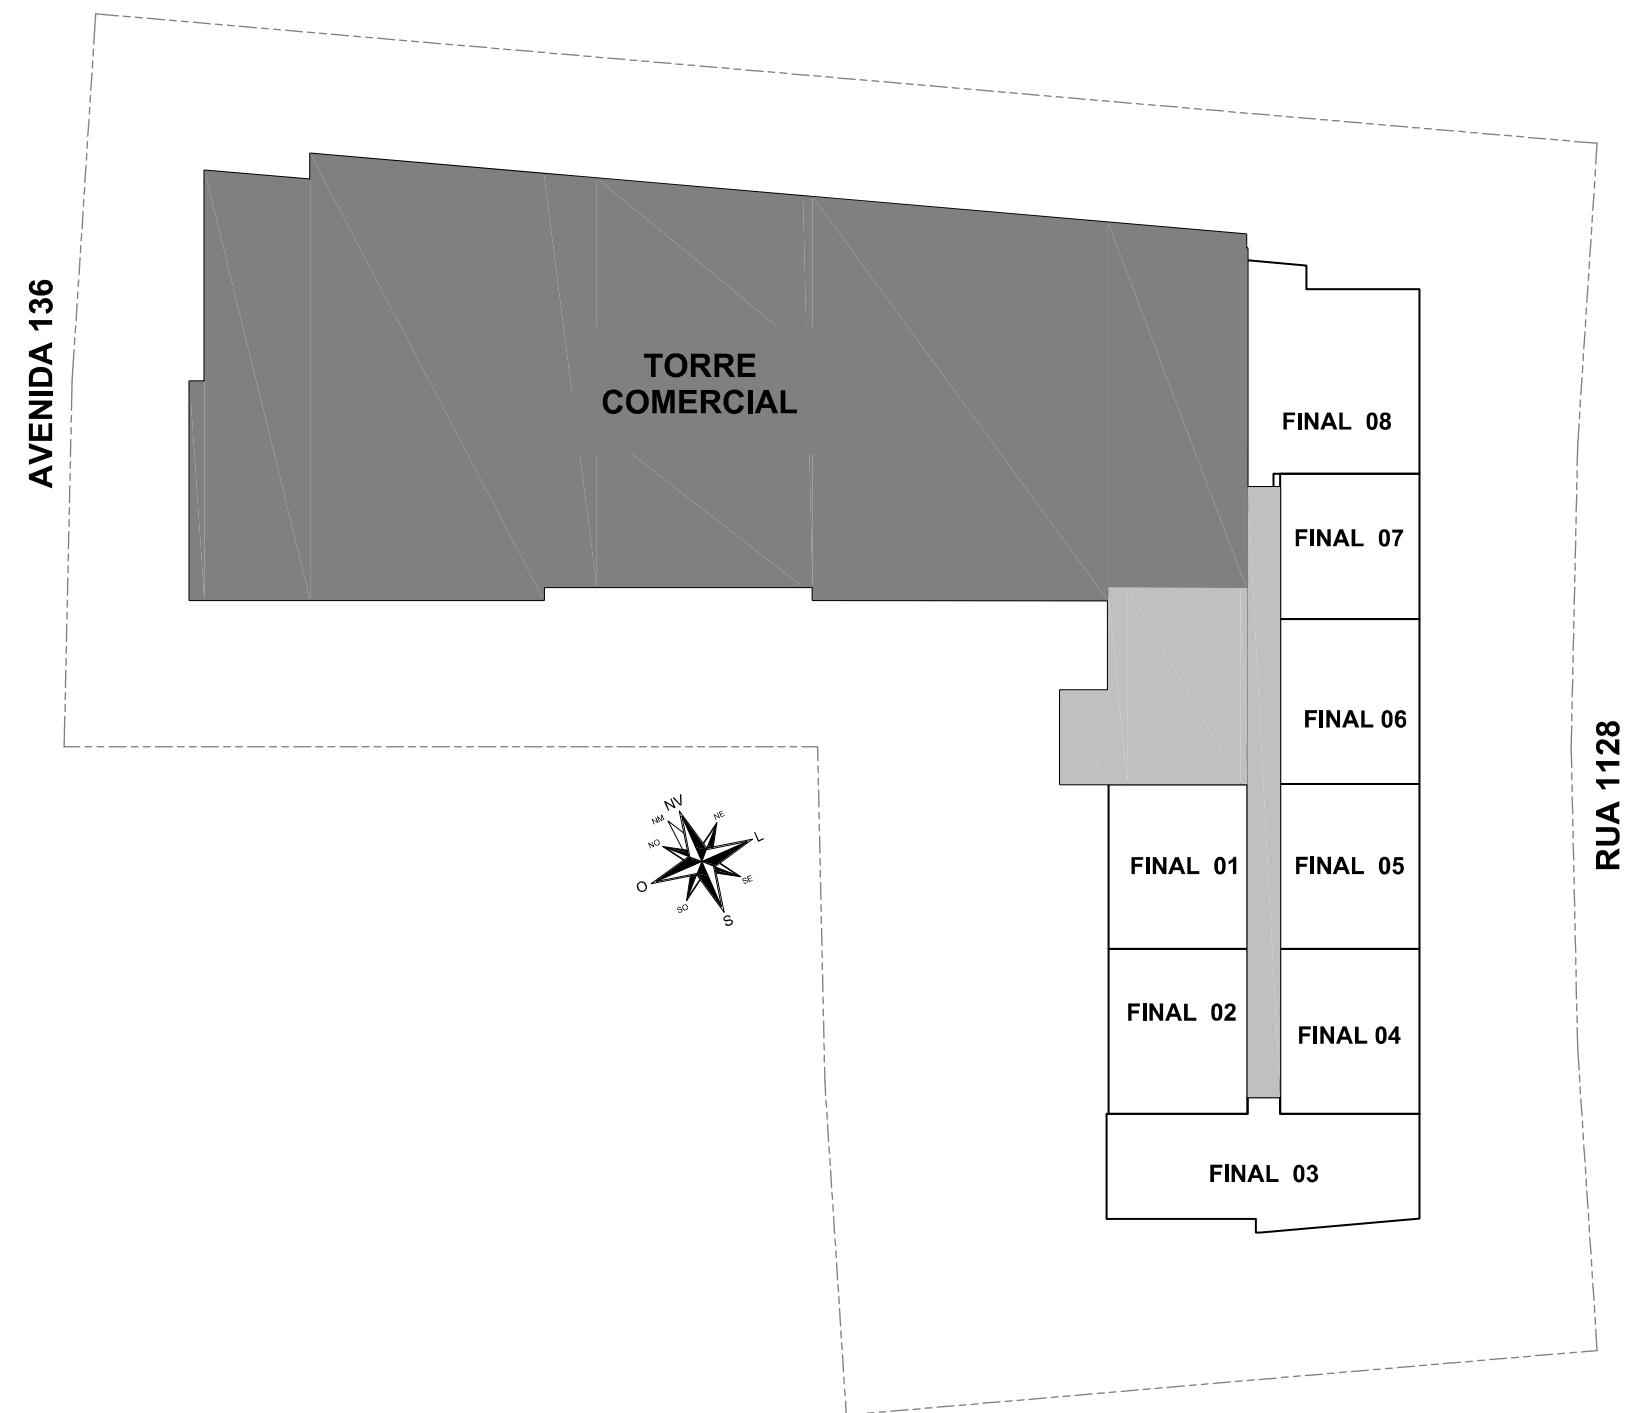 AVENIDA 136
TORRE
COMERCIAL
FINAL 08
FINAL 07
FINAL 06
RUA 1128
NV
NM
NE
NO
L
O
SE
SO
S
FINAL 01
FINAL 05
FINAL 02
FINAL 04
FINAL 03